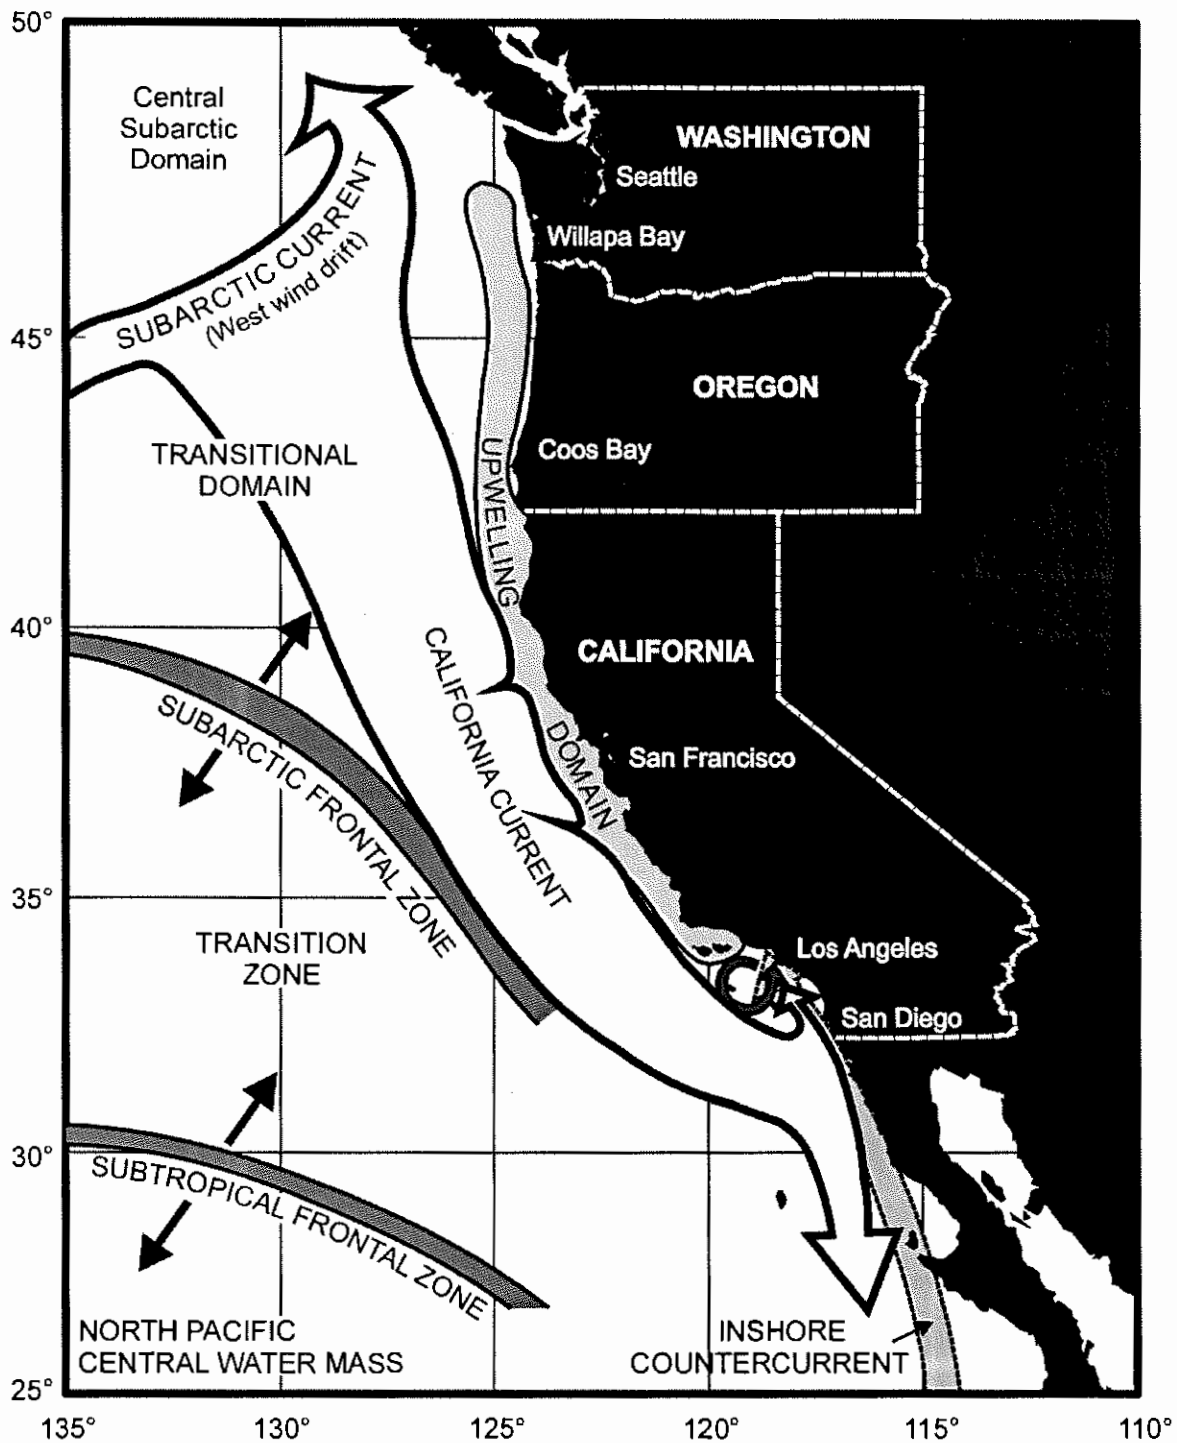 50°
Central
Subarctic
Domain
WASHINGTON
Seattle
Willapa Bay
SUBARCTIC CURRENT
(West wind drift)
45°
OREGON
TRANSITIONAL
DOMAIN
Coos Bay
UPWELLING
DOMAIN
40°
CALIFORNIA CURRENT
CALIFORNIA
SUBARCTIC FRONTAL ZONE
San Francisco
35°
TRANSITION
ZONE
Los Angeles
San Diego
30°
SUBTROPICAL FRONTAL ZONE
NORTH PACIFIC
CENTRAL WATER MASS
INSHORE
COUNTERCURRENT
25°
135°
130°
125°
120°
115°
110°